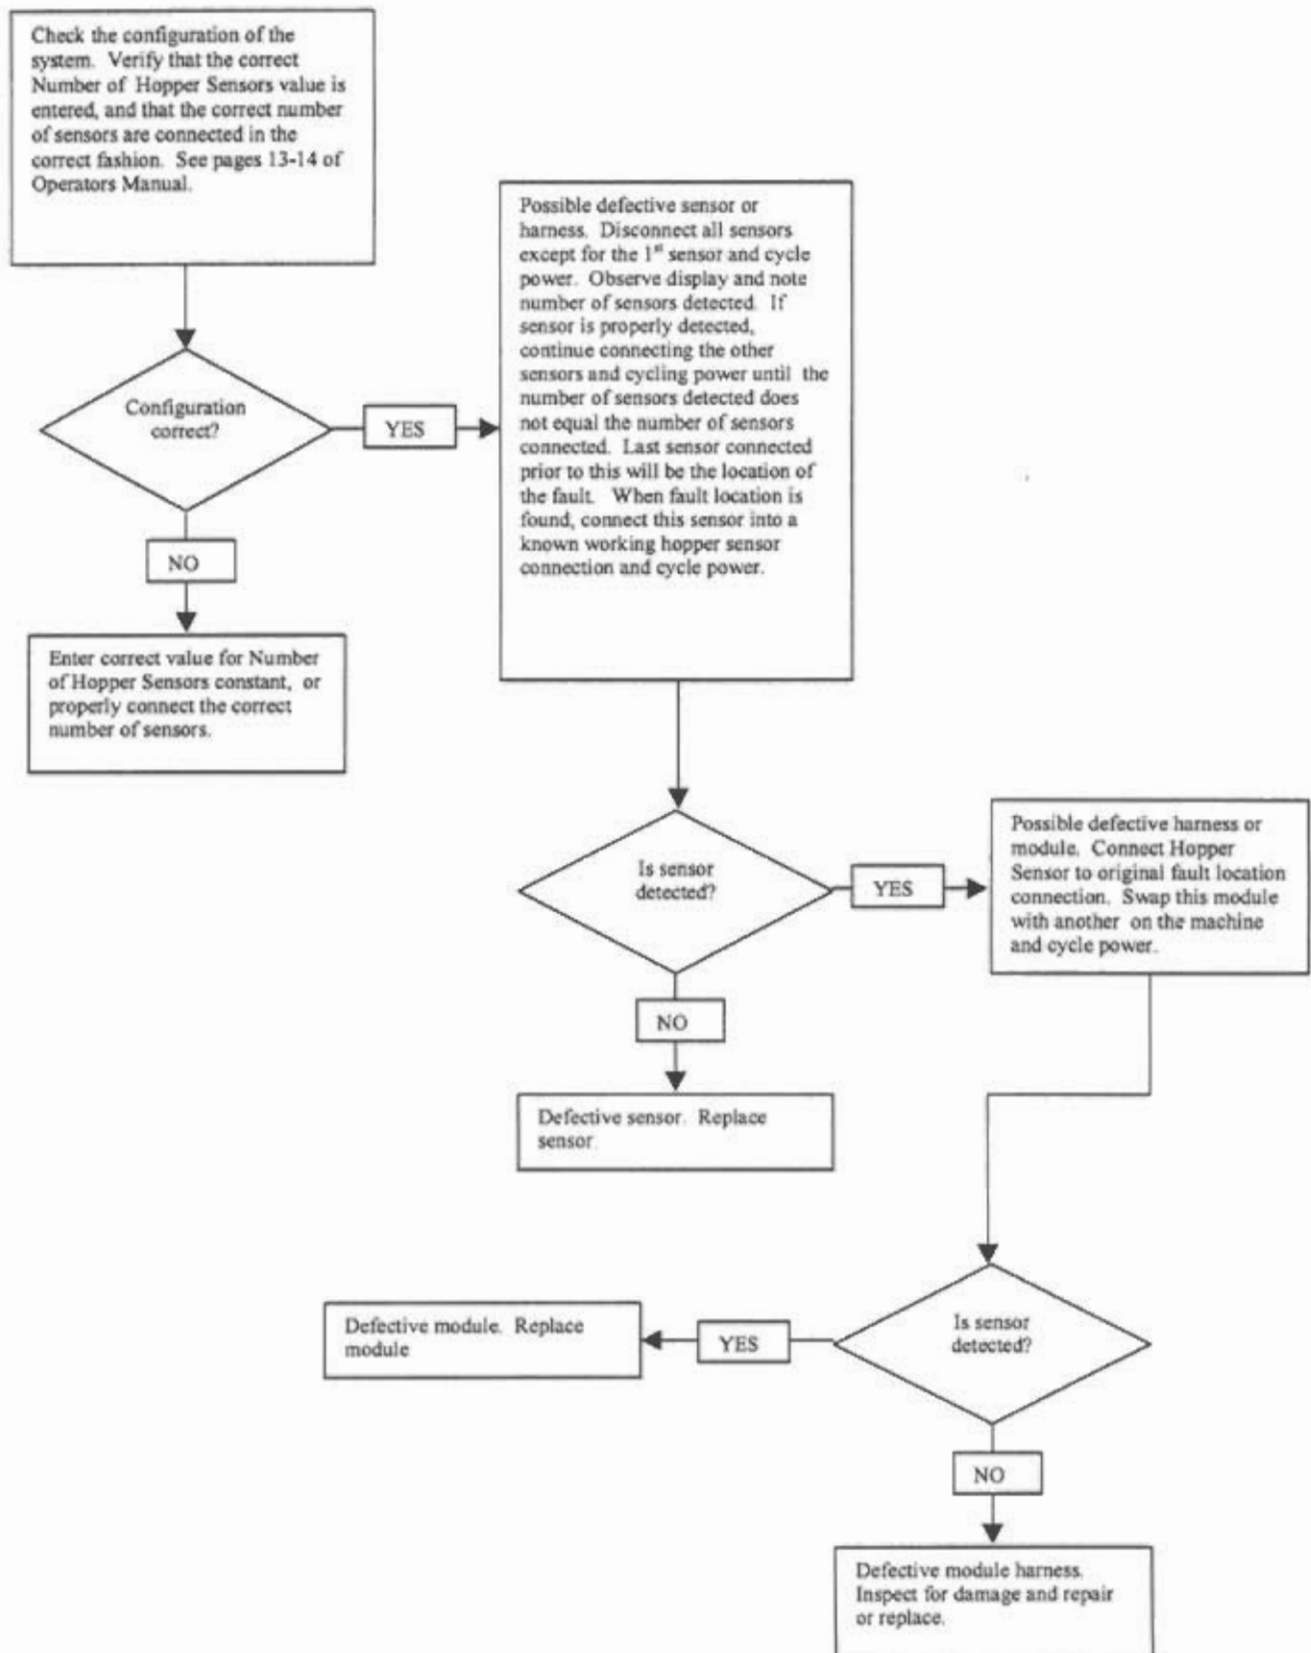 Check the configuration of the
system. Verify that the correct
Number of Hopper Sensors value is
entered, and that the correct number
of sensors are connected in the
correct fashion. See pages 13-14 of
Operators Manual.
Configuration
correct?
YES
NO
Enter correct value for Number
of Hopper Sensors constant, or
properly connect the correct
number of sensors.
Possible defective sensor or
harness. Disconnect all sensors
except for the 1st sensor and cycle
power. Observe display and note
number of sensors detected. If
sensor is properly detected,
continue connecting the other
sensors and cycling power until the
number of sensors detected does
not equal the number of sensors
connected. Last sensor connected
prior to this will be the location of
the fault. When fault location is
found, connect this sensor into a
known working hopper sensor
connection and cycle power.
Is sensor
detected?
YES
NO
Defective sensor. Replace
sensor.
Possible defective harness or
module. Connect Hopper
Sensor to original fault location
connection. Swap this module
with another on the machine
and cycle power.
Is sensor
detected?
YES
Defective module. Replace
module
NO
Defective module harness.
Inspect for damage and repair
or replace.